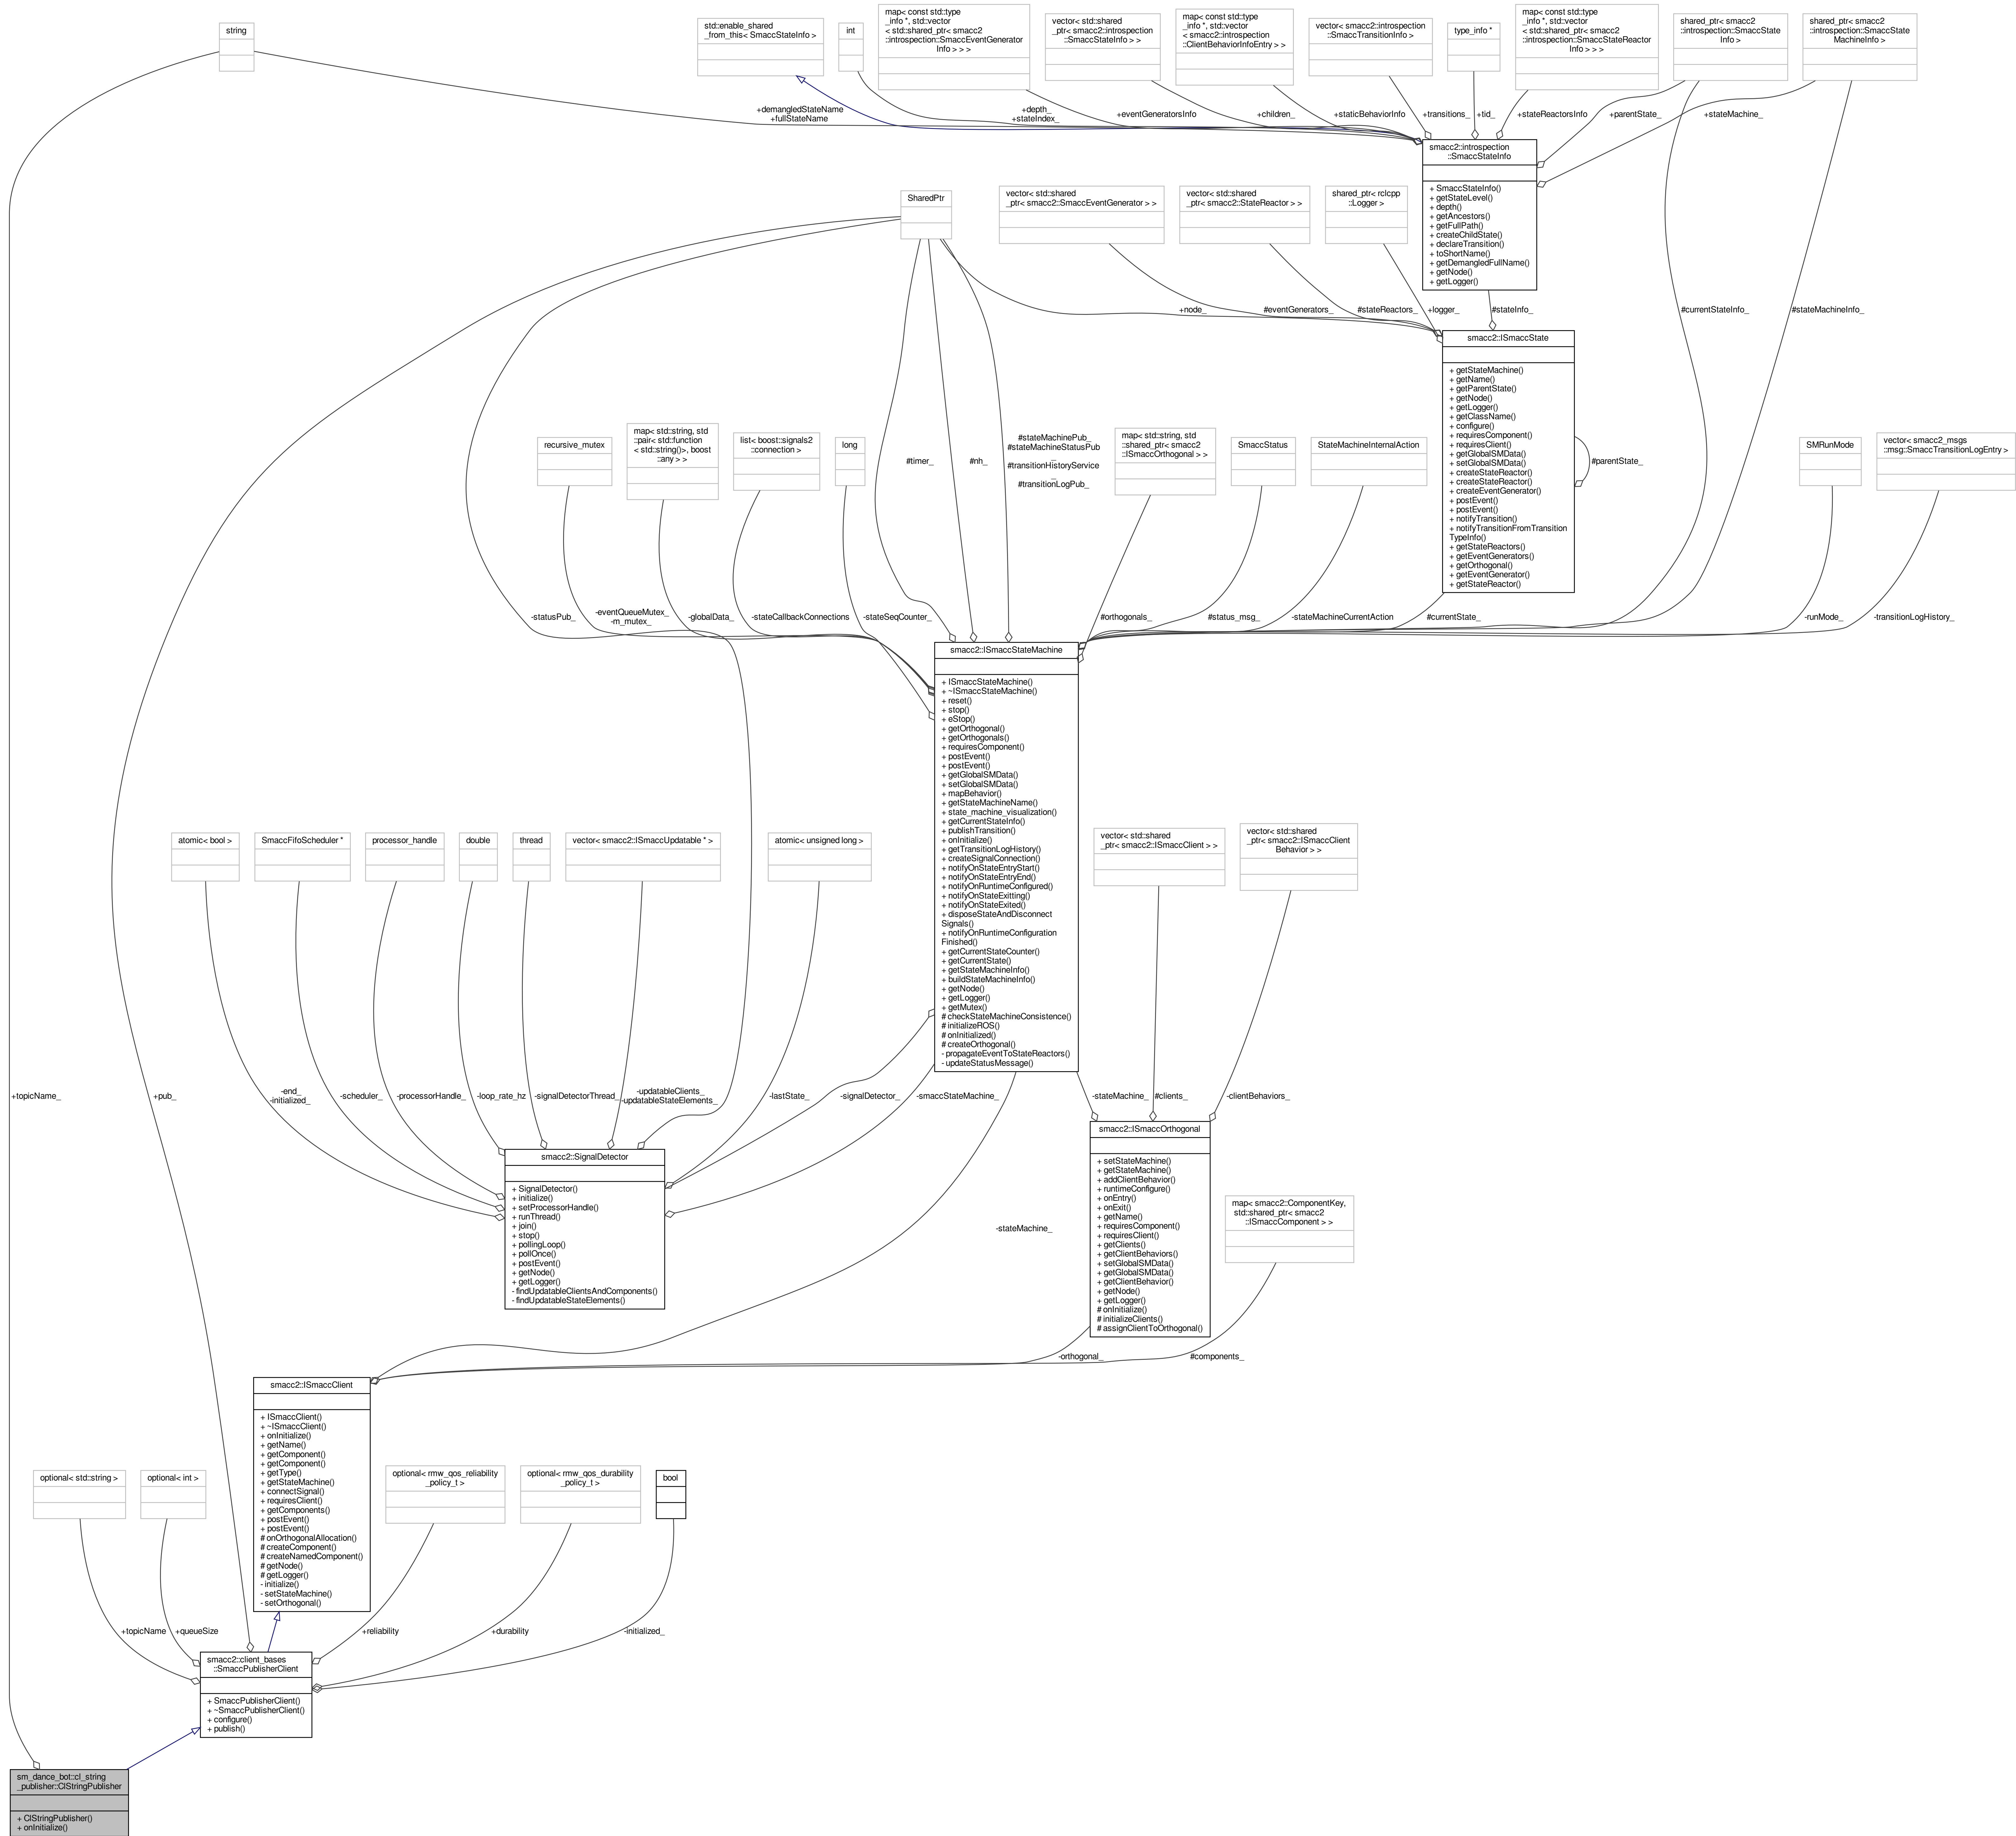 string
std::enable_shared
_from_this< SmaccStateInfo >
int
map< const std::type
_info *, std::vector
< std::shared_ptr< smacc2
::introspection::SmaccEventGenerator
Info > > >
vector< std::shared
_ptr< smacc2::introspection
::SmaccStateInfo > >
map< const std::type
_info *, std::vector
< smacc2::introspection
::ClientBehaviorInfoEntry > >
vector< smacc2::introspection
::SmaccTransitionInfo >
type_info *
map< const std::type
_info *, std::vector
< std::shared_ptr< smacc2
::introspection::SmaccStateReactor
Info > > >
shared_ptr< smacc2
::introspection::SmaccState
Info >
shared_ptr< smacc2
::introspection::SmaccState
MachineInfo >
+demangledStateName
+fullStateName
+depth_
+stateIndex_
+eventGeneratorsInfo
+children_
+staticBehaviorInfo
+transitions_
+tid_
+stateReactorsInfo
+parentState_
+stateMachine_
smacc2::introspection
::SmaccStateInfo
+ SmaccStateInfo()
+ getStateLevel()
+ depth()
+ getAncestors()
+ getFullPath()
+ createChildState()
+ declareTransition()
+ toShortName()
+ getDemangledFullName()
+ getNode()
+ getLogger()
SharedPtr
vector< std::shared
_ptr< smacc2::SmaccEventGenerator > >
vector< std::shared
_ptr< smacc2::StateReactor > >
shared_ptr< rclcpp
::Logger >
+node_
#eventGenerators_
#stateReactors_
+logger_
#stateInfo_
#currentStateInfo_
#stateMachineInfo_
smacc2::ISmaccState
+ getStateMachine()
+ getName()
+ getParentState()
+ getNode()
+ getLogger()
+ getClassName()
+ configure()
+ requiresComponent()
+ requiresClient()
+ getGlobalSMData()
+ setGlobalSMData()
+ createStateReactor()
+ createStateReactor()
+ createEventGenerator()
+ postEvent()
+ postEvent()
+ notifyTransition()
+ notifyTransitionFromTransition
TypeInfo()
+ getStateReactors()
+ getEventGenerators()
+ getOrthogonal()
+ getEventGenerator()
+ getStateReactor()
#parentState_
recursive_mutex
map< std::string, std
::pair< std::function
< std::string()>, boost
::any > >
list< boost::signals2
::connection >
long
#timer_
#nh_
#stateMachinePub_
#stateMachineStatusPub
_
#transitionHistoryService
_
#transitionLogPub_
map< std::string, std
::shared_ptr< smacc2
::ISmaccOrthogonal > >
SmaccStatus
StateMachineInternalAction
SMRunMode
vector< smacc2_msgs
::msg::SmaccTransitionLogEntry >
-statusPub_
-eventQueueMutex_
-m_mutex_
-globalData_
-stateCallbackConnections
-stateSeqCounter_
#orthogonals_
#status_msg_
-stateMachineCurrentAction
#currentState_
-runMode_
-transitionLogHistory_
smacc2::ISmaccStateMachine
+ ISmaccStateMachine()
+ ~ISmaccStateMachine()
+ reset()
+ stop()
+ eStop()
+ getOrthogonal()
+ getOrthogonals()
+ requiresComponent()
+ postEvent()
+ postEvent()
+ getGlobalSMData()
+ setGlobalSMData()
+ mapBehavior()
+ getStateMachineName()
+ state_machine_visualization()
+ getCurrentStateInfo()
+ publishTransition()
+ onInitialize()
+ getTransitionLogHistory()
+ createSignalConnection()
+ notifyOnStateEntryStart()
+ notifyOnStateEntryEnd()
+ notifyOnRuntimeConfigured()
+ notifyOnStateExitting()
+ notifyOnStateExited()
+ disposeStateAndDisconnect
Signals()
+ notifyOnRuntimeConfiguration
Finished()
+ getCurrentStateCounter()
+ getCurrentState()
+ getStateMachineInfo()
+ buildStateMachineInfo()
+ getNode()
+ getLogger()
+ getMutex()
# checkStateMachineConsistence()
# initializeROS()
# onInitialized()
# createOrthogonal()
- propagateEventToStateReactors()
- updateStatusMessage()
atomic< bool >
SmaccFifoScheduler *
processor_handle
double
thread
vector< smacc2::ISmaccUpdatable * >
atomic< unsigned long >
vector< std::shared
_ptr< smacc2::ISmaccClient > >
vector< std::shared
_ptr< smacc2::ISmaccClient
Behavior > >
+topicName_
+pub_
-end_
-initialized_
-scheduler_
-processorHandle_
-loop_rate_hz
-signalDetectorThread_
-updatableClients_
-updatableStateElements_
-lastState_
-signalDetector_
-smaccStateMachine_
-stateMachine_
#clients_
-clientBehaviors_
smacc2::SignalDetector
+ SignalDetector()
+ initialize()
+ setProcessorHandle()
+ runThread()
+ join()
+ stop()
+ pollingLoop()
+ pollOnce()
+ postEvent()
+ getNode()
+ getLogger()
- findUpdatableClientsAndComponents()
- findUpdatableStateElements()
smacc2::ISmaccOrthogonal
+ setStateMachine()
+ getStateMachine()
+ addClientBehavior()
+ runtimeConfigure()
+ onEntry()
+ onExit()
+ getName()
+ requiresComponent()
+ requiresClient()
+ getClients()
+ getClientBehaviors()
+ setGlobalSMData()
+ getGlobalSMData()
+ getClientBehavior()
+ getNode()
+ getLogger()
# onInitialize()
# initializeClients()
# assignClientToOrthogonal()
map< smacc2::ComponentKey,
std::shared_ptr< smacc2
::ISmaccComponent > >
-stateMachine_
-orthogonal_
#components_
smacc2::ISmaccClient
+ ISmaccClient()
+ ~ISmaccClient()
+ onInitialize()
+ getName()
+ getComponent()
+ getComponent()
+ getType()
+ getStateMachine()
+ connectSignal()
+ requiresClient()
+ getComponents()
+ postEvent()
+ postEvent()
# onOrthogonalAllocation()
# createComponent()
# createNamedComponent()
# getNode()
# getLogger()
- initialize()
- setStateMachine()
- setOrthogonal()
optional< std::string >
optional< int >
optional< rmw_qos_reliability
_policy_t >
optional< rmw_qos_durability
_policy_t >
bool
+topicName
+queueSize
+reliability
+durability
-initialized_
smacc2::client_bases
::SmaccPublisherClient
+ SmaccPublisherClient()
+ ~SmaccPublisherClient()
+ configure()
+ publish()
sm_dance_bot::cl_string
_publisher::ClStringPublisher
+ ClStringPublisher()
+ onInitialize()